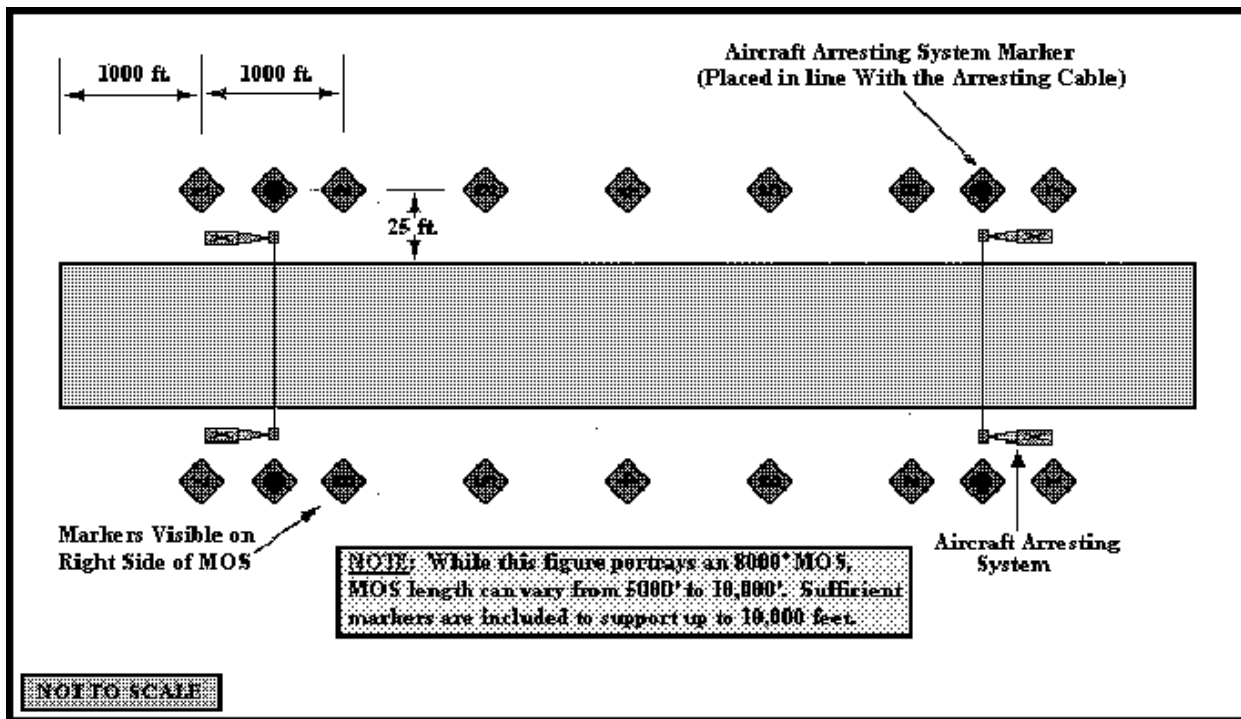 1000 ft.
1000 ft.
Aircraft Arresting System Marker
(Placed in line With the Arresting Cable)
25 ft.
Markers Visible on
Right Side of MOS
Aircraft Arresting
System
NOTE: While this figure portrays an 8000' MOS,
MOS length can vary from 5000' to 10,000'. Sufficient
markers are included to support up to 10,000 feet.
NOT TO SCALE